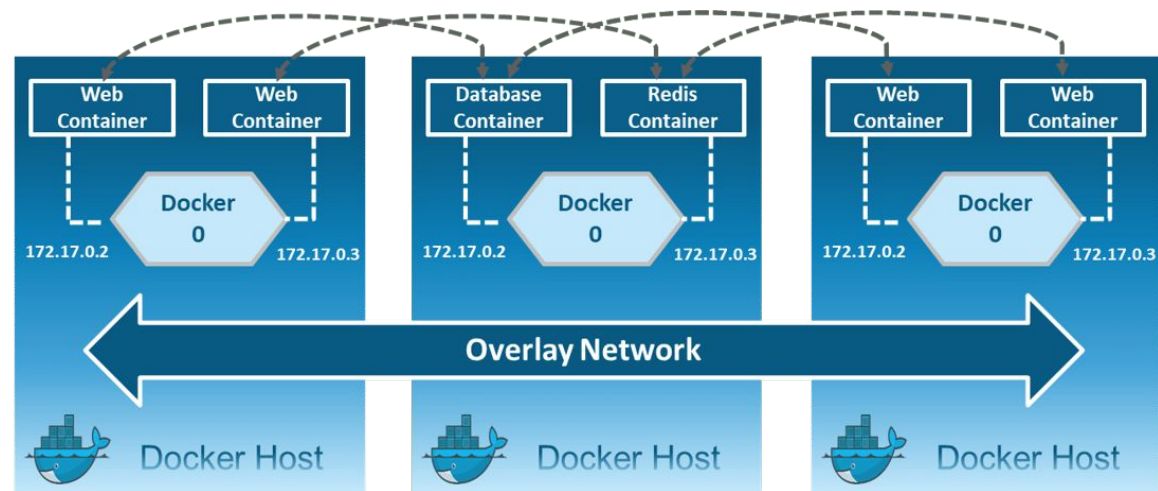 Web
Container
Web
Container
Docker
0
172.17.0.2
172.17.0.3
Docker Host
Database
Container
Redis
Container
Docker
0
172.17.0.2
172.17.0.3
Docker Host
Web
Container
Web
Container
Docker
0
172.17.0.2
172.17.0.3
Docker Host
Overlay Network